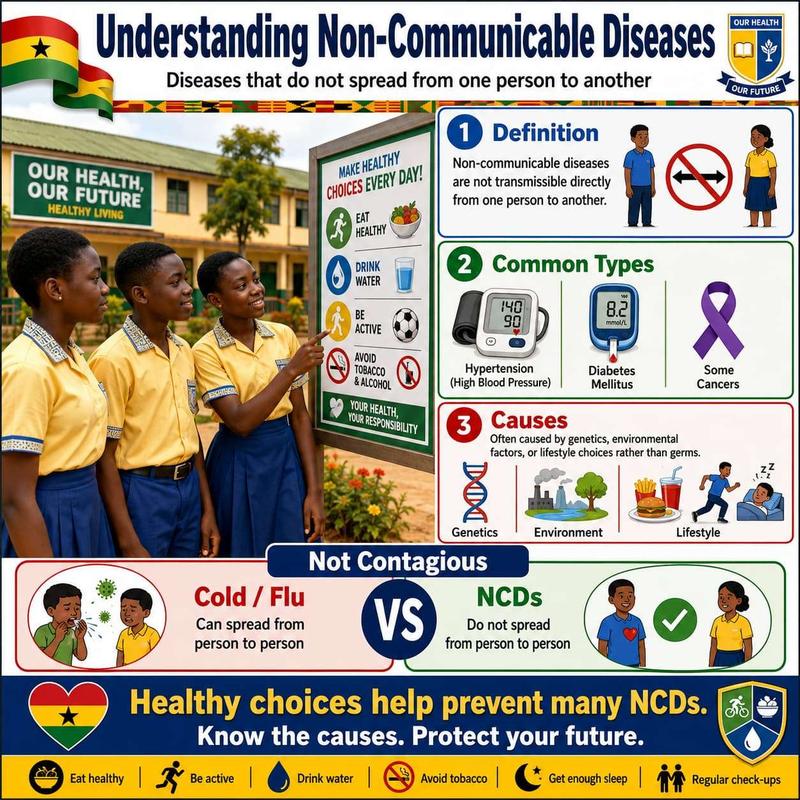 Understanding Non-Communicable Diseases
Diseases that do not spread from one person to another
OUR HEALTH
OUR FUTURE
OUR HEALTH,
OUR FUTURE
HEALTHY LIVING
MAKE HEALTHY
CHOICES EVERY DAY!
EAT
HEALTHY
DRINK
WATER
BE
ACTIVE
AVOID
TOBACCO
& ALCOHOL
YOUR HEALTH,
YOUR RESPONSIBILITY
1 Definition
Non-communicable diseases
are not transmissible directly
from one person to another.
2 Common Types
140
90
Hypertension
(High Blood Pressure)
8.2
mmol/L
Diabetes
Mellitus
Some
Cancers
3 Causes
Often caused by genetics, environmental
factors, or lifestyle choices rather than germs.
Genetics
Environment
z z z
Lifestyle
Not Contagious
Cold / Flu
Can spread from
person to person
VS
NCDs
Do not spread
from person to person
Healthy choices help prevent many NCDs.
Know the causes. Protect your future.
Eat healthy
Be active
Drink water
Avoid tobacco
Get enough sleep
Regular check-ups